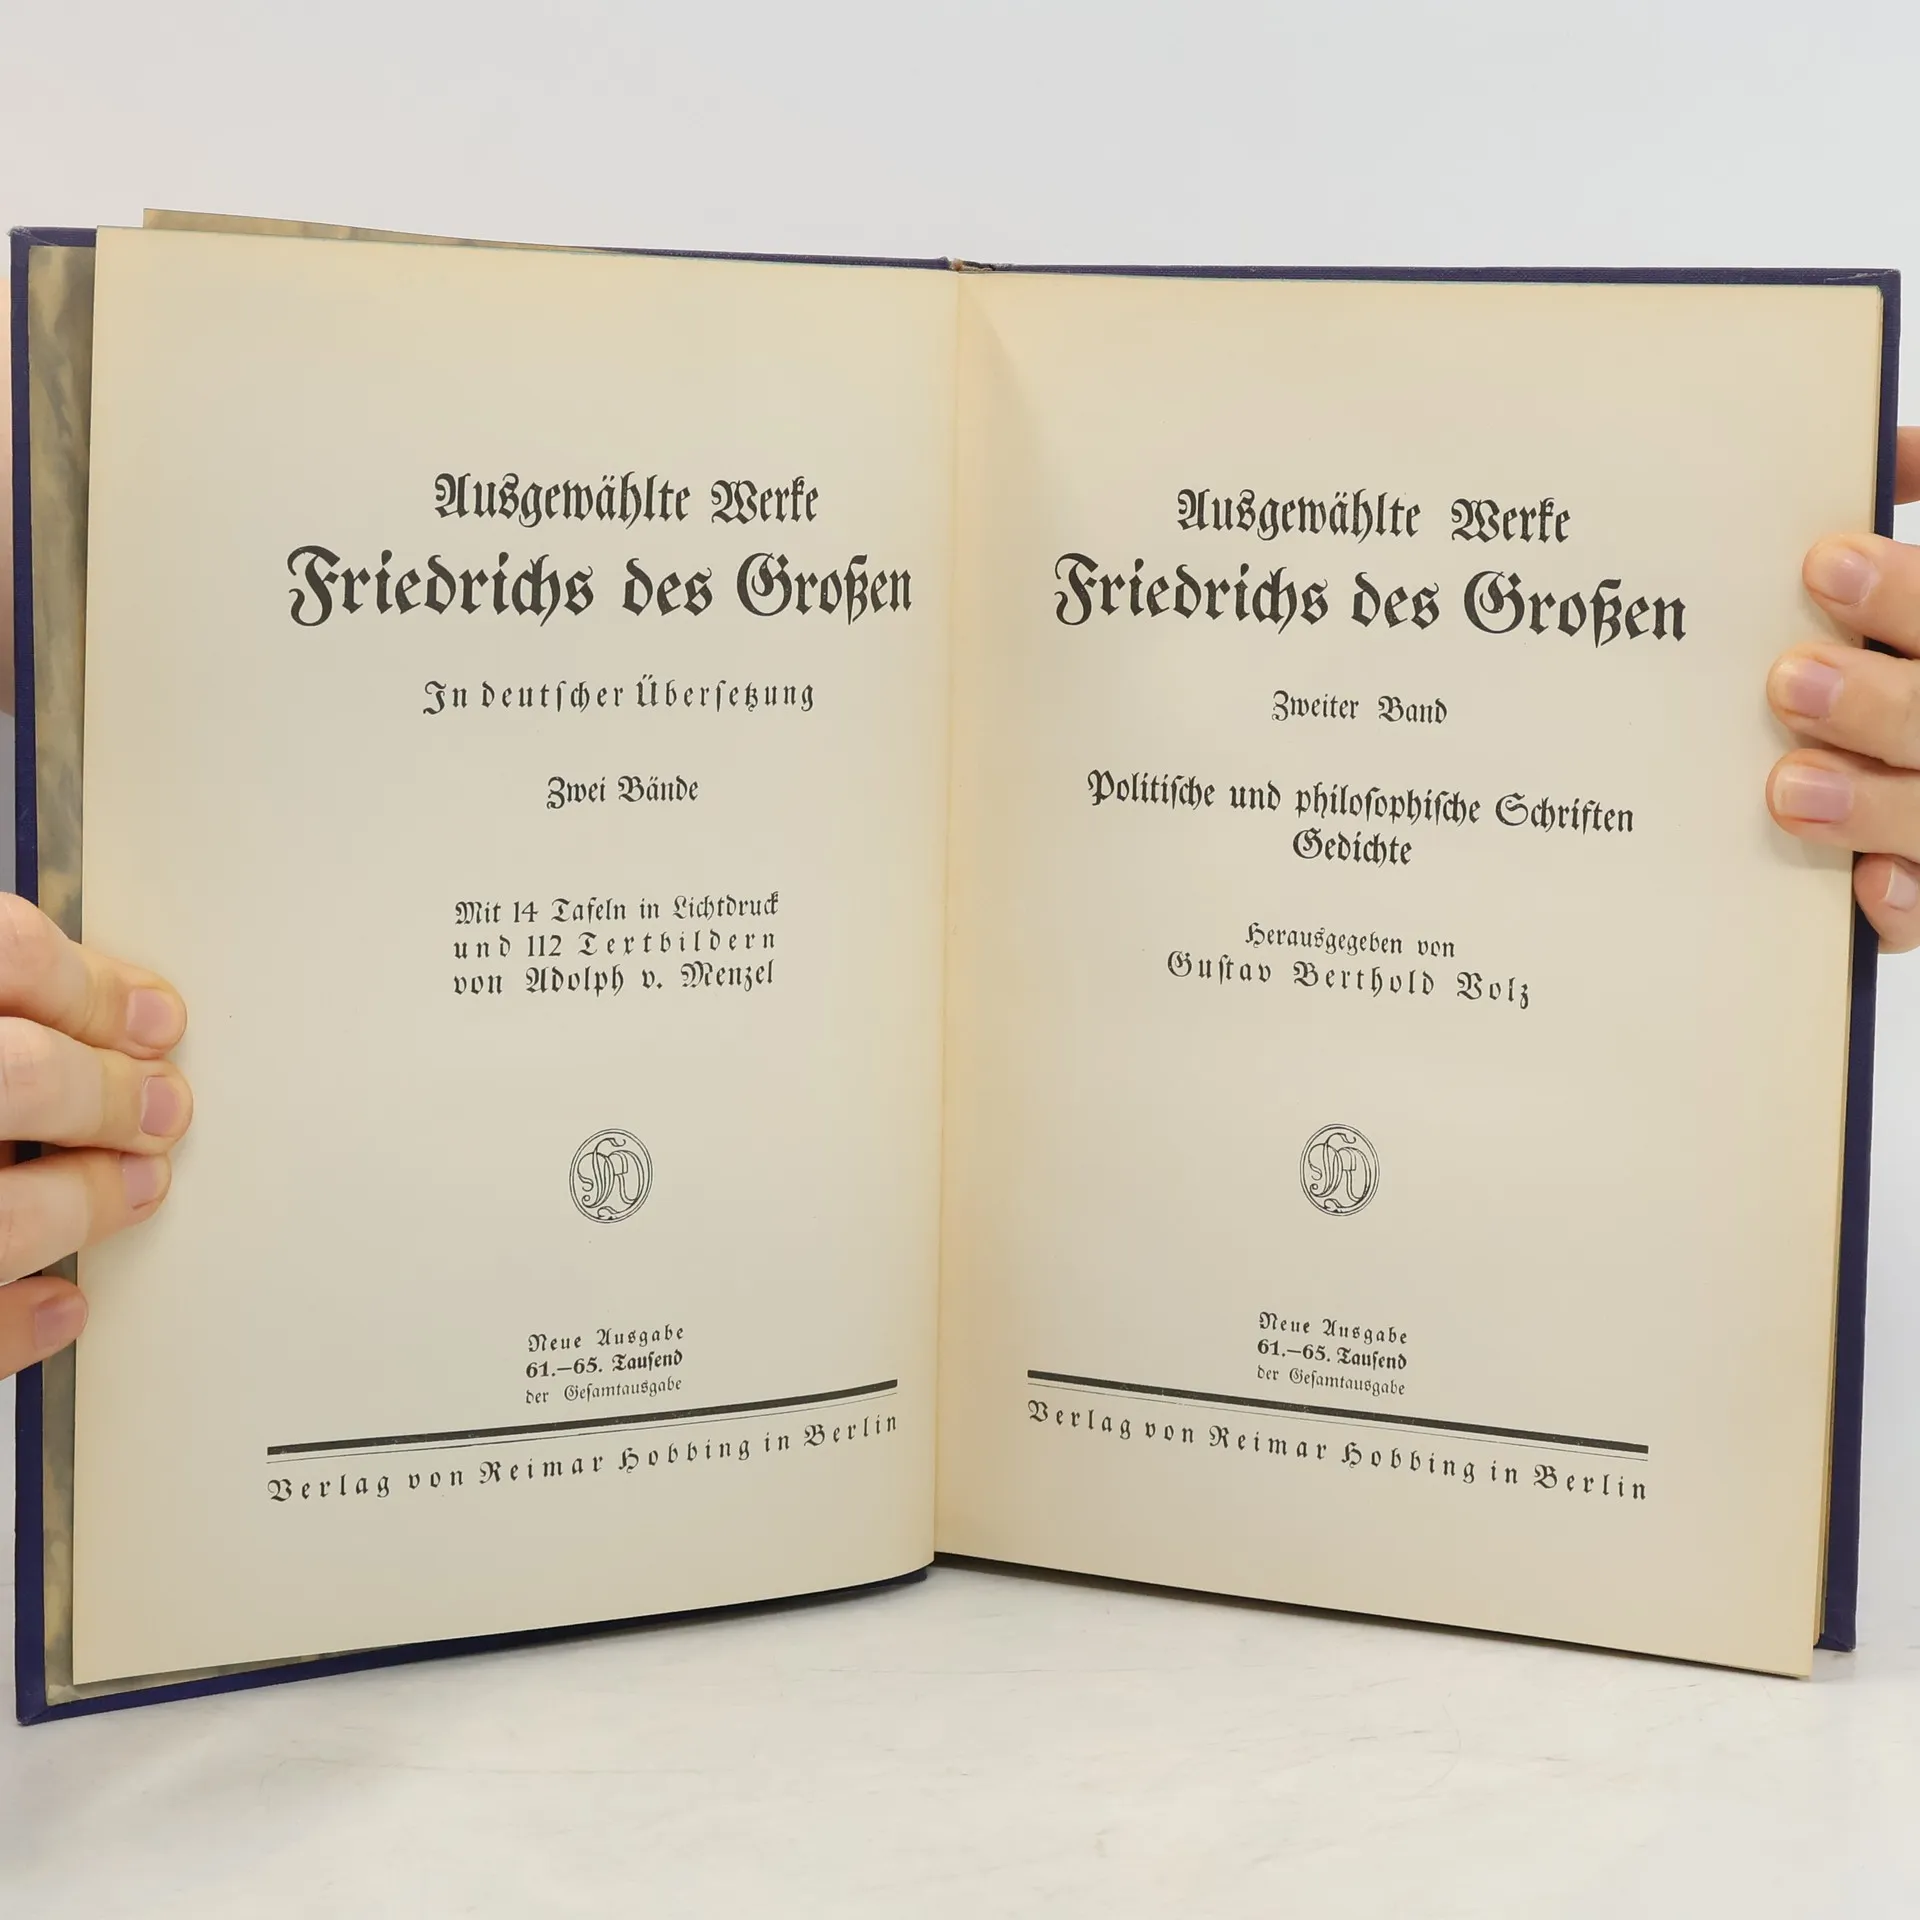 Ausgewählte Werke
Friedrichs des Großen
In deutſcher Überſetzung
Zwei Bände
Mit 14 Tafeln in Lichtdruck
und 112 Textbildern
von Adolph v. Menzel
Neue Ausgabe
61.—65. Tauſend
der Geſamtausgabe
Verlag von Reimar Hobbing in Berlin
Ausgewählte Werke
Friedrichs des Großen
Zweiter Band
Politiſche und philoſophiſche Schriften
Gedichte
Herausgegeben von
Guſtav Berthold Volz
Neue Ausgabe
61.—65. Tauſend
der Geſamtausgabe
Verlag von Reimar Hobbing in Berlin